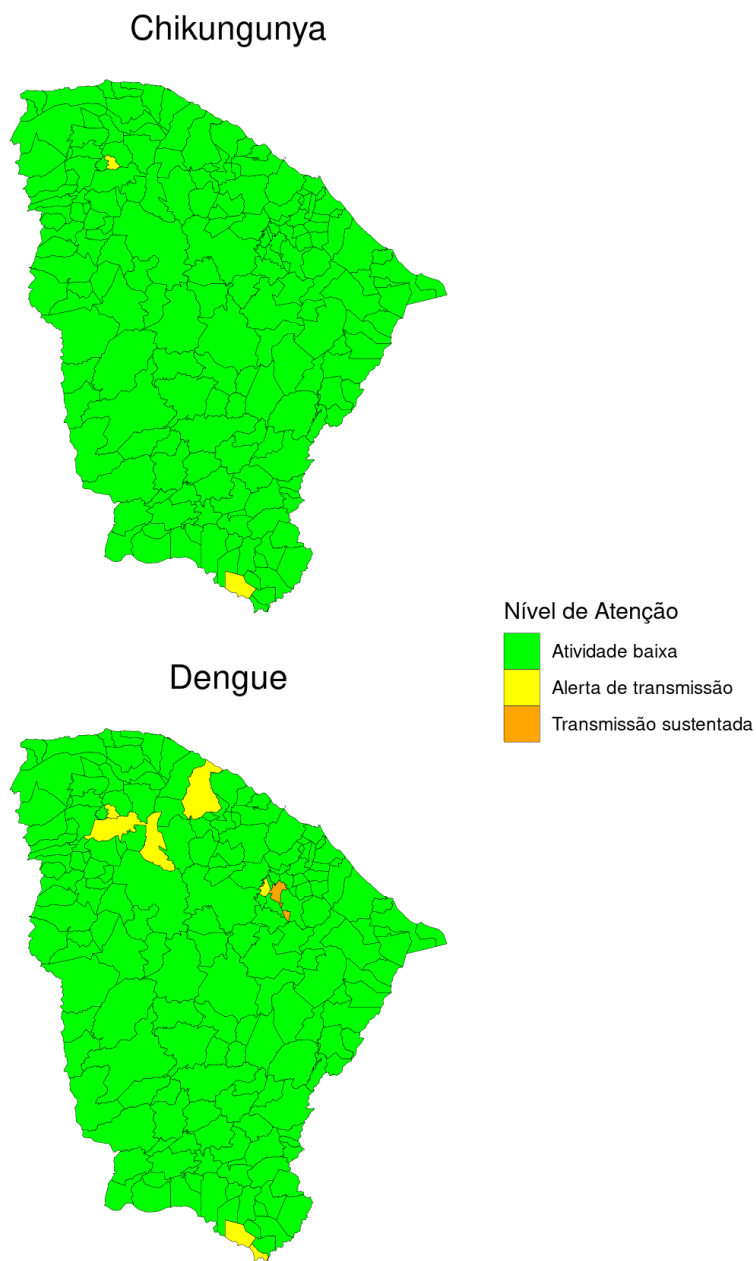 Chikungunya
Nível de Atenção
Atividade baixa
Alerta de transmissão
Transmissão sustentada
Dengue